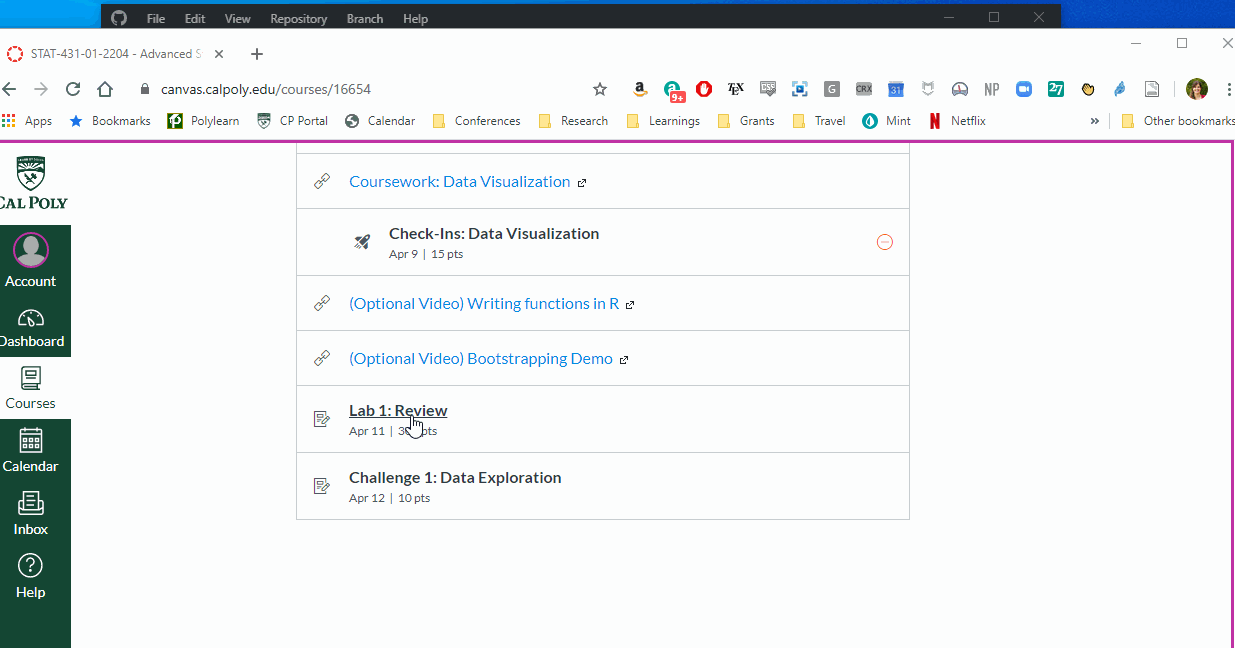 File Edit View Repository Branch Help
STAT-431-01-2204 - Advanced S
canvas.calpoly.edu/courses/16654
9+
TEX
G
CRX
31
NP
27
Apps Bookmarks Polylearn CP Portal Calendar Conferences Research Learnings Grants Travel Mint Netflix » Other bookmarks
CAL POLY
Account
Dashboard
Courses
Calendar
Inbox
Help
Coursework: Data Visualization
Check-Ins: Data Visualization
Apr 9 | 15 pts
(Optional Video) Writing functions in R
(Optional Video) Bootstrapping Demo
Lab 1: Review
Apr 11 | pts
Challenge 1: Data Exploration
Apr 12 | 10 pts